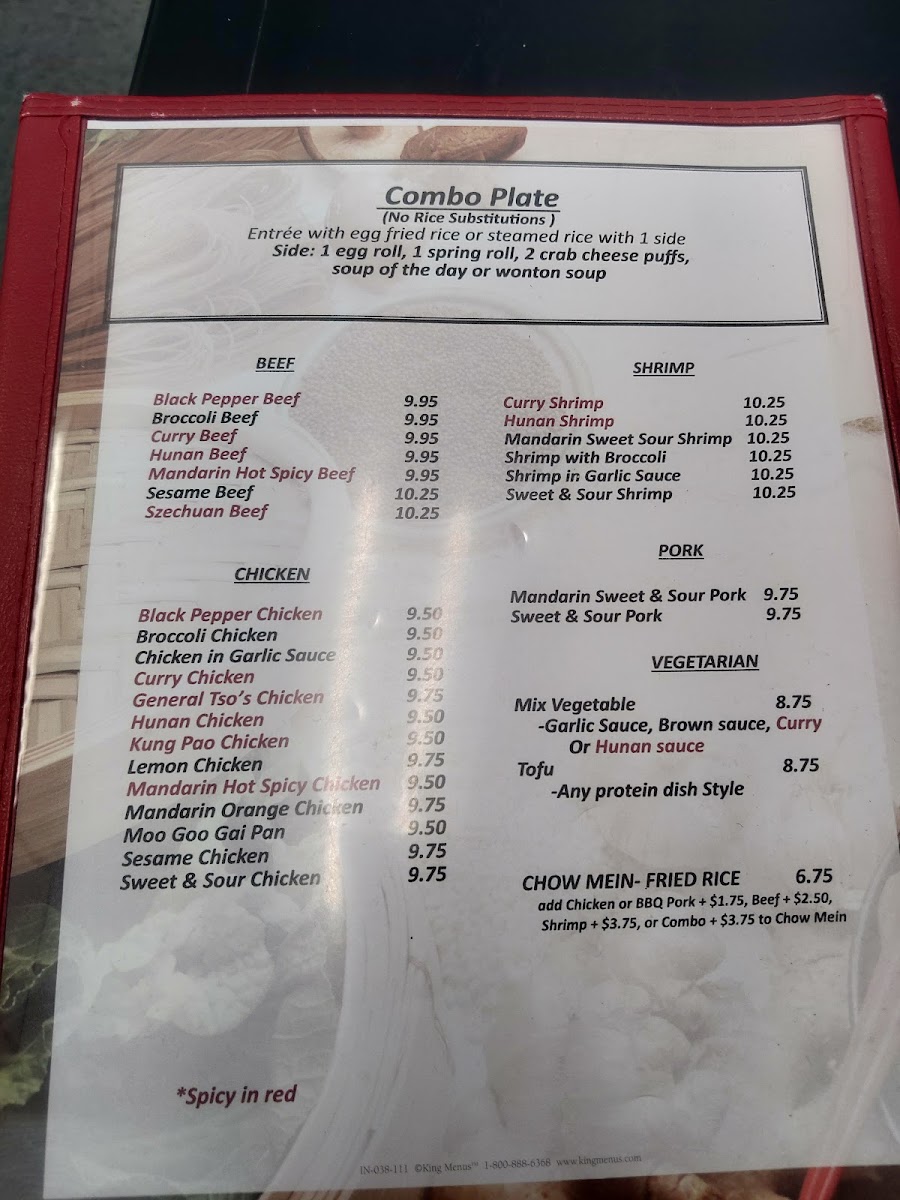 Combo Plate
(No Rice Substitutions )
Entrée with egg fried rice or steamed rice with 1 side
Side: 1 egg roll, 1 spring roll, 2 crab cheese puffs,
soup of the day or wonton soup
BEEF
Black Pepper Beef 9.95
Broccoli Beef 9.95
Curry Beef 9.95
Hunan Beef 9.95
Mandarin Hot Spicy Beef 9.95
Sesame Beef 10.25
Szechuan Beef 10.25
CHICKEN
Black Pepper Chicken 9.50
Broccoli Chicken 9.50
Chicken in Garlic Sauce 9.50
Curry Chicken 9.50
General Tso's Chicken 9.75
Hunan Chicken 9.50
Kung Pao Chicken 9.50
Lemon Chicken 9.75
Mandarin Hot Spicy Chicken 9.50
Mandarin Orange Chicken 9.75
Moo Goo Gai Pan 9.50
Sesame Chicken 9.75
Sweet & Sour Chicken 9.75
*Spicy in red
SHRIMP
Curry Shrimp 10.25
Hunan Shrimp 10.25
Mandarin Sweet Sour Shrimp 10.25
Shrimp with Broccoli 10.25
Shrimp in Garlic Sauce 10.25
Sweet & Sour Shrimp 10.25
PORK
Mandarin Sweet & Sour Pork 9.75
Sweet & Sour Pork 9.75
VEGETARIAN
Mix Vegetable 8.75
-Garlic Sauce, Brown sauce, Curry
Or Hunan sauce
Tofu 8.75
-Any protein dish Style
CHOW MEIN- FRIED RICE 6.75
add Chicken or BBQ Pork + $1.75, Beef + $2.50,
Shrimp + $3.75, or Combo + $3.75 to Chow Mein
IN-038-111 ©King Menus™ 1-800-888-6368 www.kingmenus.com